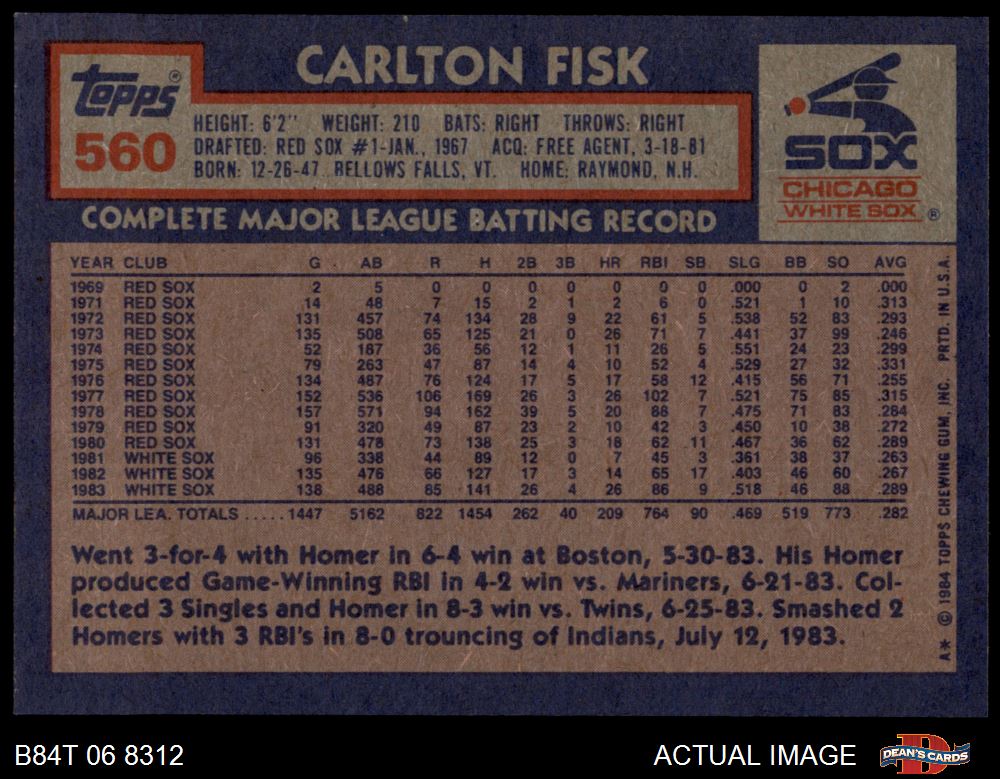 CARLTON FISK
Topps®
560
HEIGHT: 6'2'' WEIGHT: 210 BATS: RIGHT THROWS: RIGHT
DRAFTED: RED SOX #1-JAN., 1967 ACQ: FREE AGENT, 3-18-81
BORN: 12-26-47 BELLOWS FALLS, VT. HOME: RAYMOND, N.H.
SOX
CHICAGO
WHITE SOX ®
COMPLETE MAJOR LEAGUE BATTING RECORD
YEAR CLUB G AB R H 2B 3B HR RBI SB SLG BB SO AVG
1969 RED SOX 2 5 0 0 0 0 0 0 0 .000 0 2 .000
1971 RED SOX 14 48 7 15 2 1 2 6 0 .521 1 10 .313
1972 RED SOX 131 457 74 134 28 9 22 61 5 .538 52 83 .293
1973 RED SOX 135 508 65 125 21 0 26 71 7 .441 37 99 .246
1974 RED SOX 52 187 36 56 12 1 11 26 5 .551 24 23 .299
1975 RED SOX 79 263 47 87 14 4 10 52 4 .529 27 32 .331
1976 RED SOX 134 487 76 124 17 5 17 58 12 .415 56 71 .255
1977 RED SOX 152 536 106 169 26 3 26 102 7 .521 75 85 .315
1978 RED SOX 157 571 94 162 39 5 20 88 7 .475 71 83 .284
1979 RED SOX 91 320 49 87 23 2 10 42 3 .450 10 38 .272
1980 RED SOX 131 478 73 138 25 3 18 62 11 .467 36 62 .289
1981 WHITE SOX 96 338 44 89 12 0 7 45 3 .361 38 37 .263
1982 WHITE SOX 135 476 66 127 17 3 14 65 17 .403 46 60 .267
1983 WHITE SOX 138 488 85 141 26 4 26 86 9 .518 46 88 .289
MAJOR LEA. TOTALS ..... 1447 5162 822 1454 262 40 209 764 90 .469 519 773 .282
Went 3-for-4 with Homer in 6-4 win at Boston, 5-30-83. His Homer
produced Game-Winning RBI in 4-2 win vs. Mariners, 6-21-83. Col-
lected 3 Singles and Homer in 8-3 win vs. Twins, 6-25-83. Smashed 2
Homers with 3 RBI's in 8-0 trouncing of Indians, July 12, 1983.
A* © 1984 TOPPS CHEWING GUM, INC. PRTD. IN U.S.A.
B84T 06 8312
ACTUAL IMAGE
DEAN'S CARDS